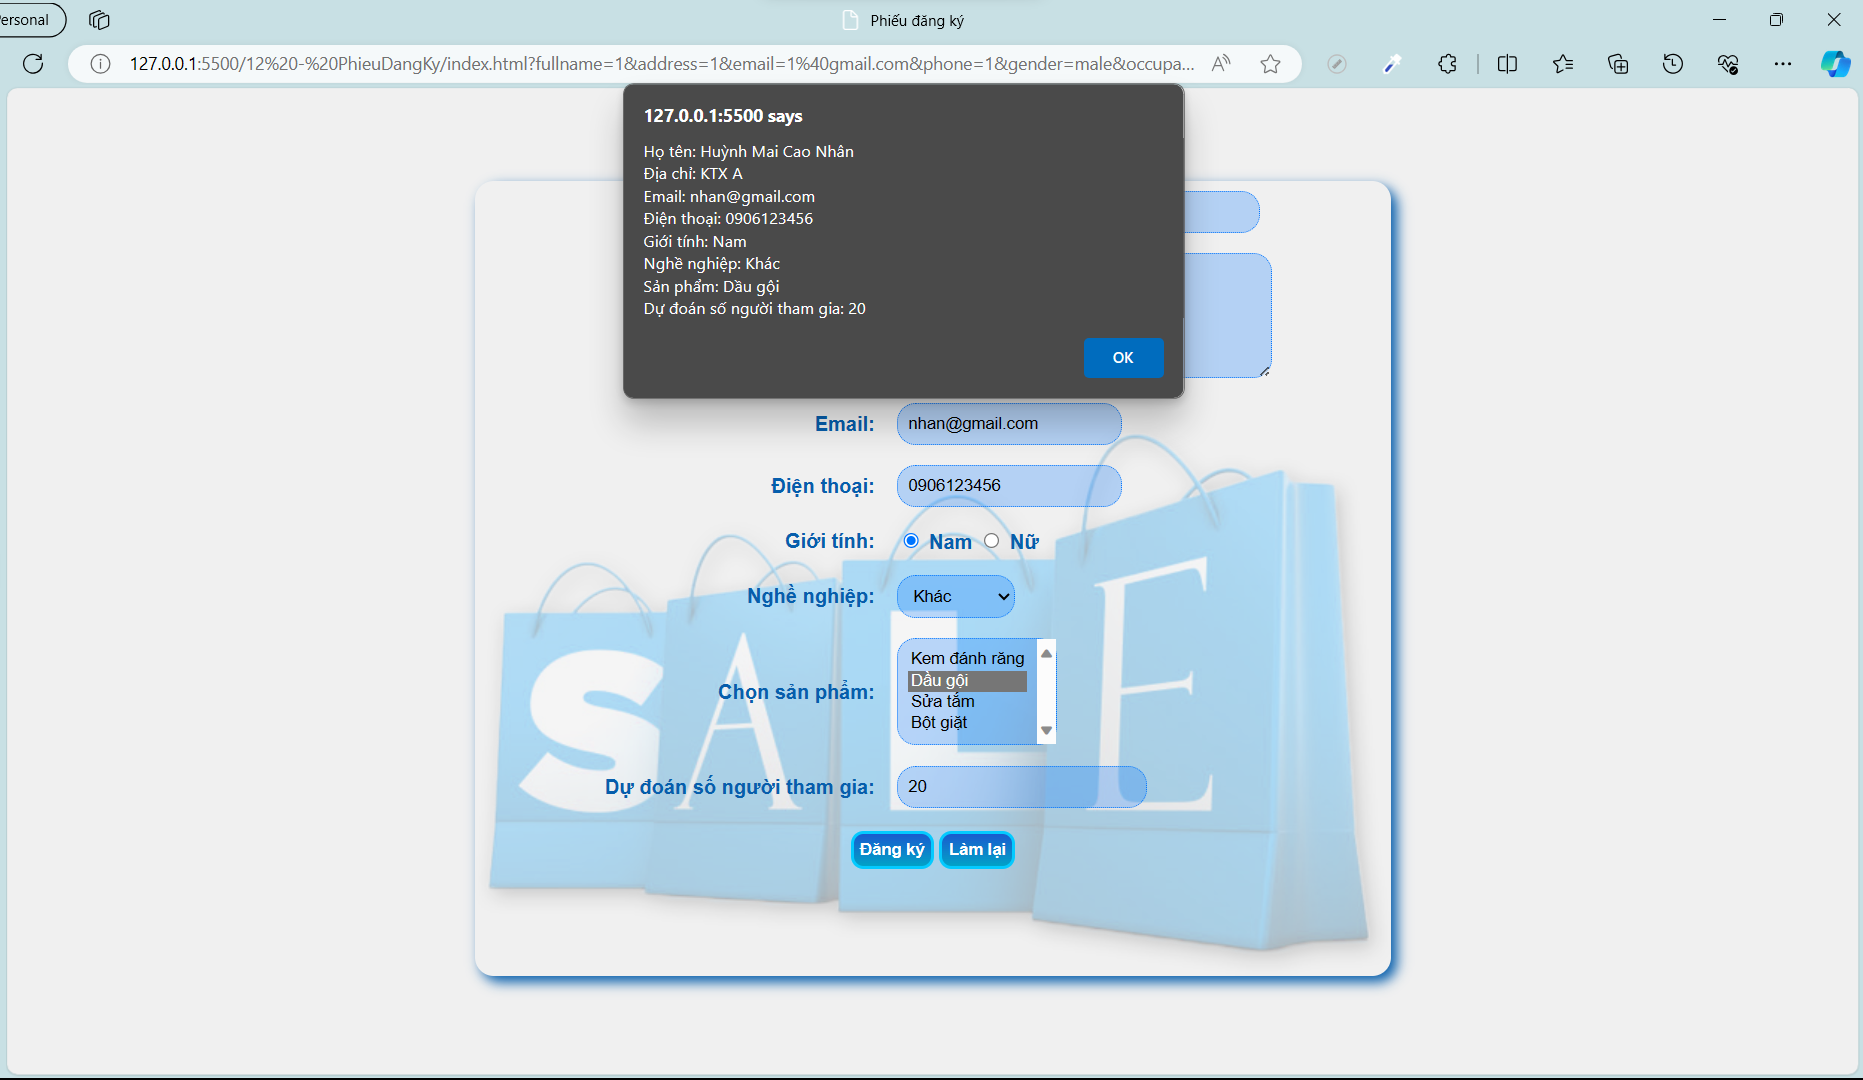 Personal
Phiếu đăng ký
127.0.0.1:5500/12%20-%20PhieuDangKy/index.html?fullname=1&address=1&email=1%40gmail.com&phone=1&gender=male&occupa...
127.0.0.1:5500 says
Họ tên: Huỳnh Mai Cao Nhân
Địa chỉ: KTX A
Email: nhan@gmail.com
Điện thoại: 0906123456
Giới tính: Nam
Nghề nghiệp: Khác
Sản phẩm: Dầu gội
Dự đoán số người tham gia: 20
OK
Email: nhan@gmail.com
Điện thoại: 0906123456
Giới tính: Nam Nữ
Nghề nghiệp: Khác
Chọn sản phẩm:
Kem đánh răng
Dầu gội
Sửa tắm
Bột giặt
Dự đoán số người tham gia: 20
Đăng ký Làm lại
SALE